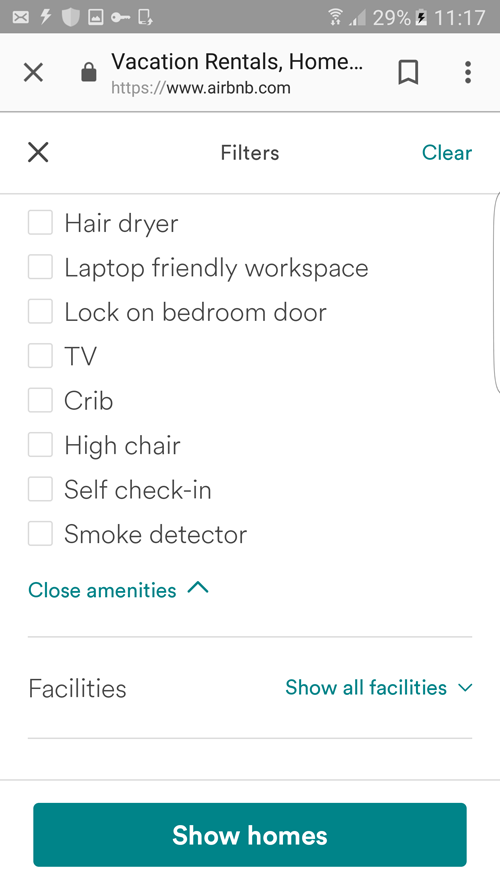 29% 11:17
Vacation Rentals, Home...
https://www.airbnb.com
Filters
Clear
Hair dryer
Laptop friendly workspace
Lock on bedroom door
TV
Crib
High chair
Self check-in
Smoke detector
Close amenities
Facilities
Show all facilities
Show homes